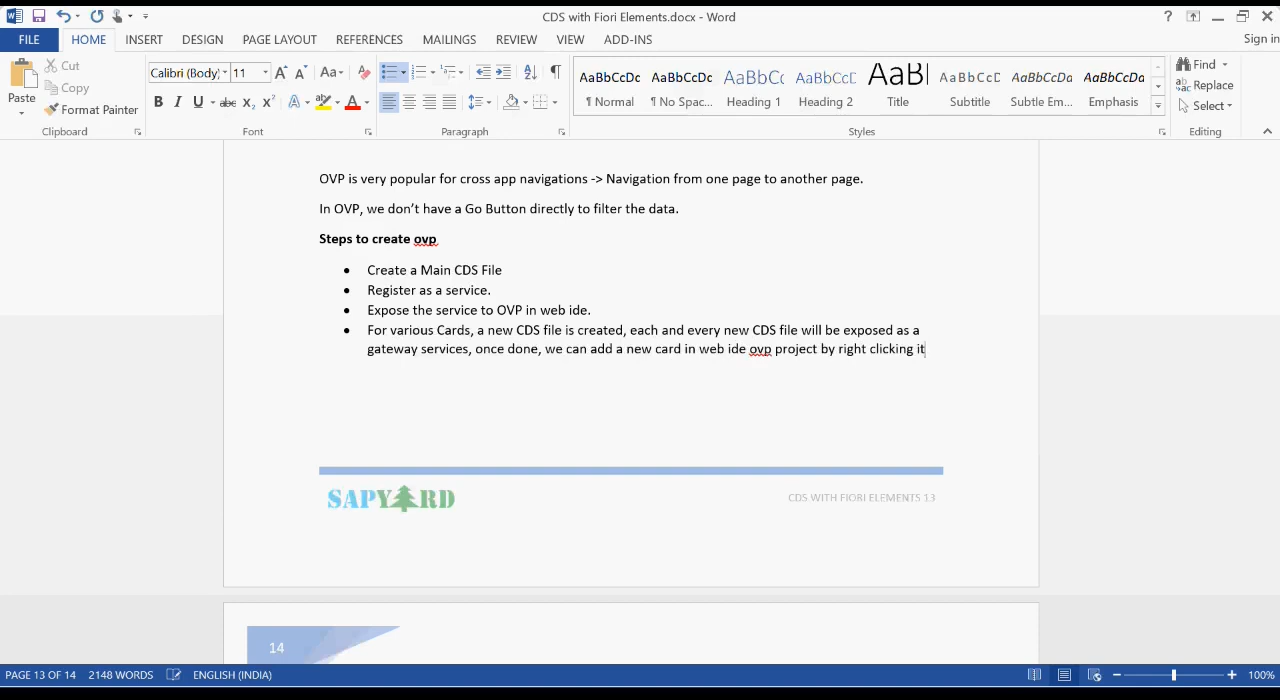 CDS with Fiori Elements.docx - Word
?
Sign in
FILE HOME INSERT DESIGN PAGE LAYOUT REFERENCES MAILINGS REVIEW VIEW ADD-INS
Paste
Cut
Copy
Format Painter
Clipboard
Calibri (Body) 11
Aa
B I U abc X2 X2 A A
Font
Paragraph
AaBbCcDc AaBbCcDc AaBbCc AaBbCcD AaBl AaBbCcD AaBbCcDa AaBbCcDa
¶ Normal ¶ No Spac... Heading 1 Heading 2 Title Subtitle Subtle Em... Emphasis
Styles
Find
Replace
Select
Editing
OVP is very popular for cross app navigations -> Navigation from one page to another page.
In OVP, we don’t have a Go Button directly to filter the data.
Steps to create ovp
• Create a Main CDS File
• Register as a service.
• Expose the service to OVP in web ide.
• For various Cards, a new CDS file is created, each and every new CDS file will be exposed as a
gateway services, once done, we can add a new card in web ide ovp project by right clicking it
SAPYARD
CDS WITH FIORI ELEMENTS 13
14
PAGE 13 OF 14 2148 WORDS ENGLISH (INDIA) 100%